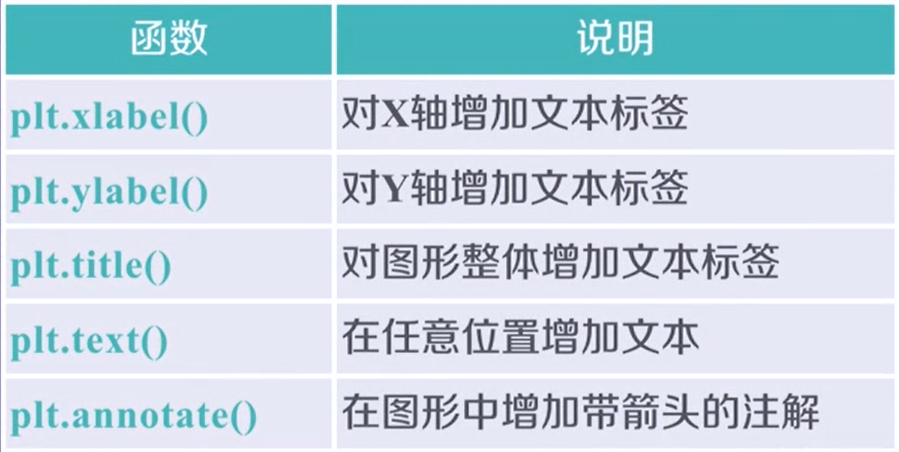 函数 说明
plt.xlabel() 对X轴增加文本标签
plt.ylabel() 对Y轴增加文本标签
plt.title() 对图形整体增加文本标签
plt.text() 在任意位置增加文本
plt.annotate() 在图形中增加带箭头的注解